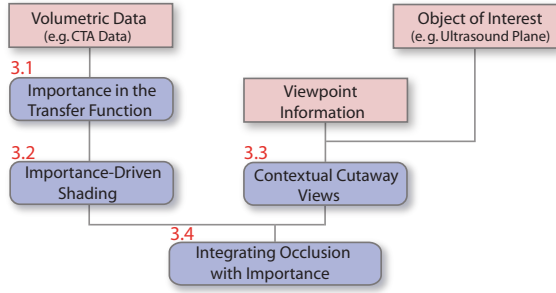 Volumetric Data
(e.g. CTA Data)
Object of Interest
(e.g. Ultrasound Plane)
3.1
Importance in the
Transfer Function
Viewpoint
Information
3.2
Importance-Driven
Shading
3.3
Contextual Cutaway
Views
3.4
Integrating Occlusion
with Importance